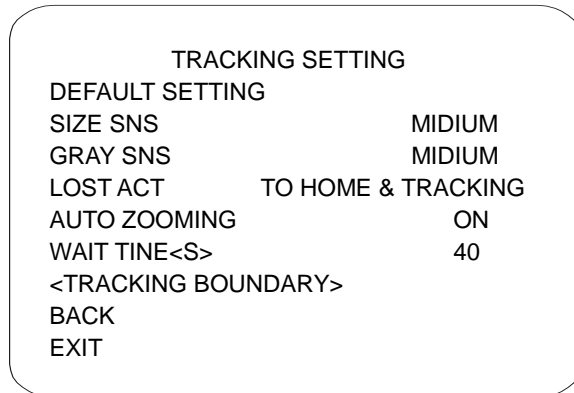 TRACKING SETTING
DEFAULT SETTING
SIZE SNS MIDIUM
GRAY SNS MIDIUM
LOST ACT TO HOME & TRACKING
AUTO ZOOMING ON
WAIT TINE<S> 40
<TRACKING BOUNDARY>
BACK
EXIT